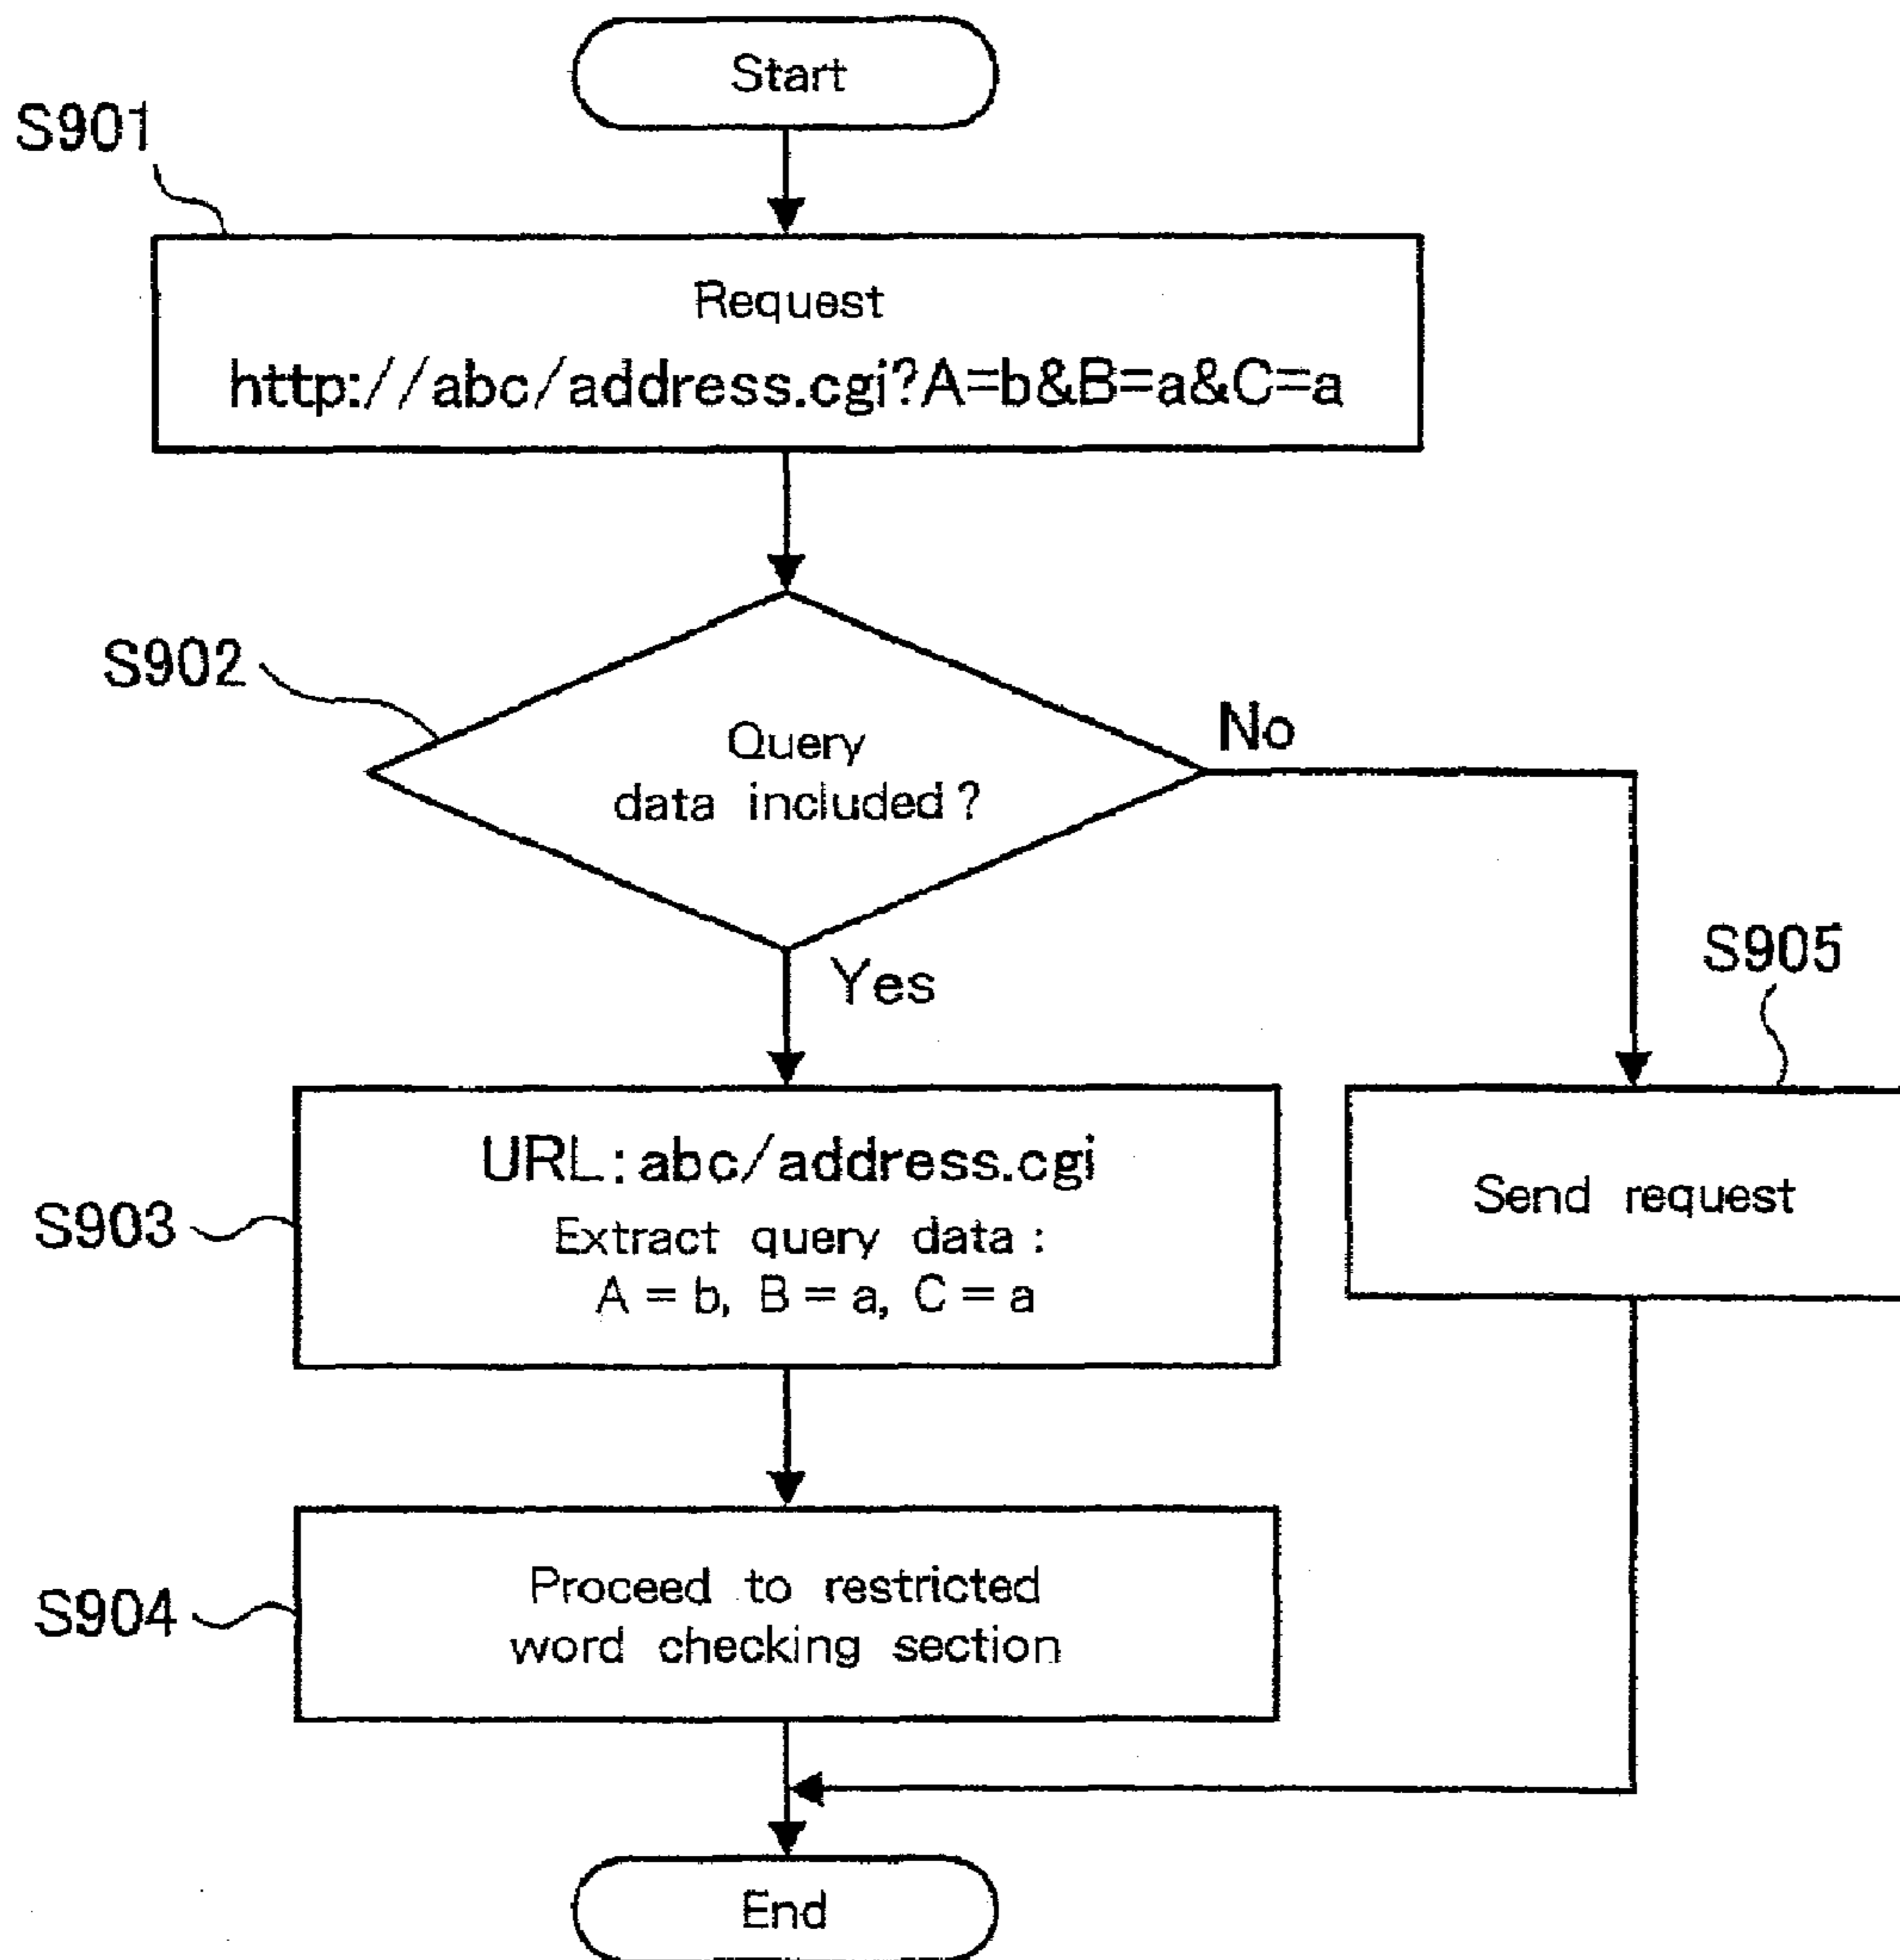 Start
S901
Request
http://abc/address.cgi?A=b&B=a&C=a
S902
Query
data included?
No
Yes
S905
S903
URL:abc/address.cgi
Extract query data:
A = b, B = a, C = a
Send request
S904
Proceed to restricted
word checking section
End